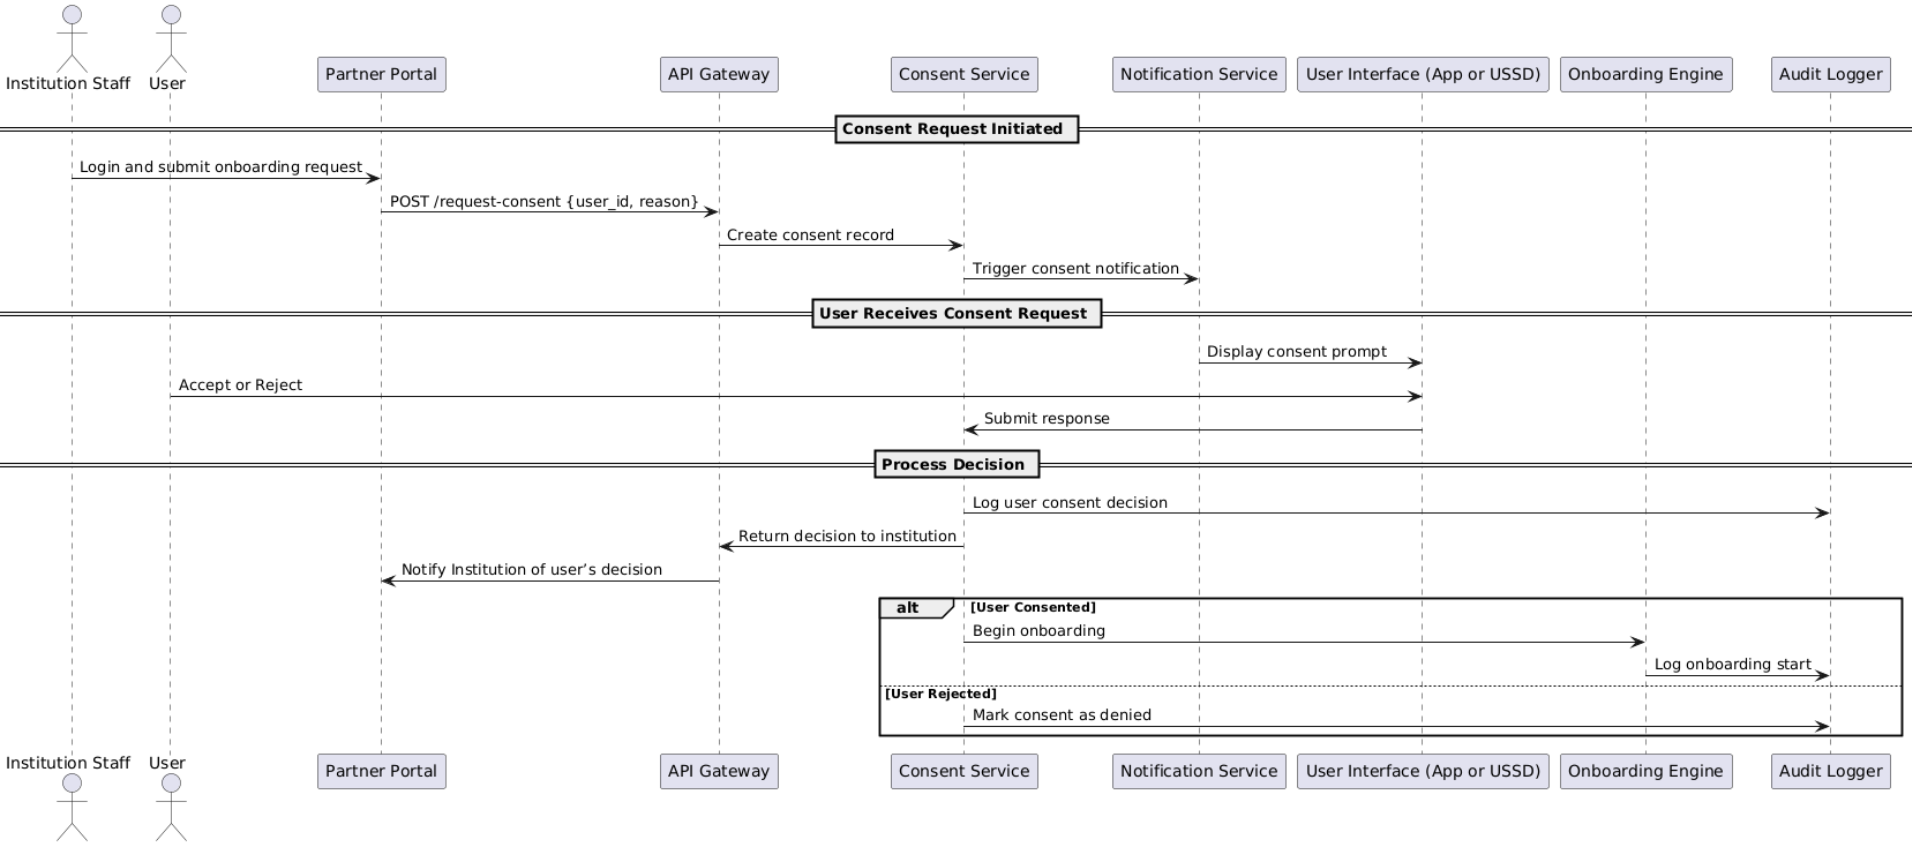 Institution Staff
User
Partner Portal
API Gateway
Consent Service
Notification Service
User Interface (App or USSD)
Onboarding Engine
Audit Logger
Consent Request Initiated
Login and submit onboarding request
POST /request-consent {user_id, reason}
Create consent record
Trigger consent notification
User Receives Consent Request
Display consent prompt
Accept or Reject
Submit response
Process Decision
Log user consent decision
Return decision to institution
Notify Institution of user’s decision
alt
[User Consented]
Begin onboarding
Log onboarding start
[User Rejected]
Mark consent as denied
Institution Staff
User
Partner Portal
API Gateway
Consent Service
Notification Service
User Interface (App or USSD)
Onboarding Engine
Audit Logger